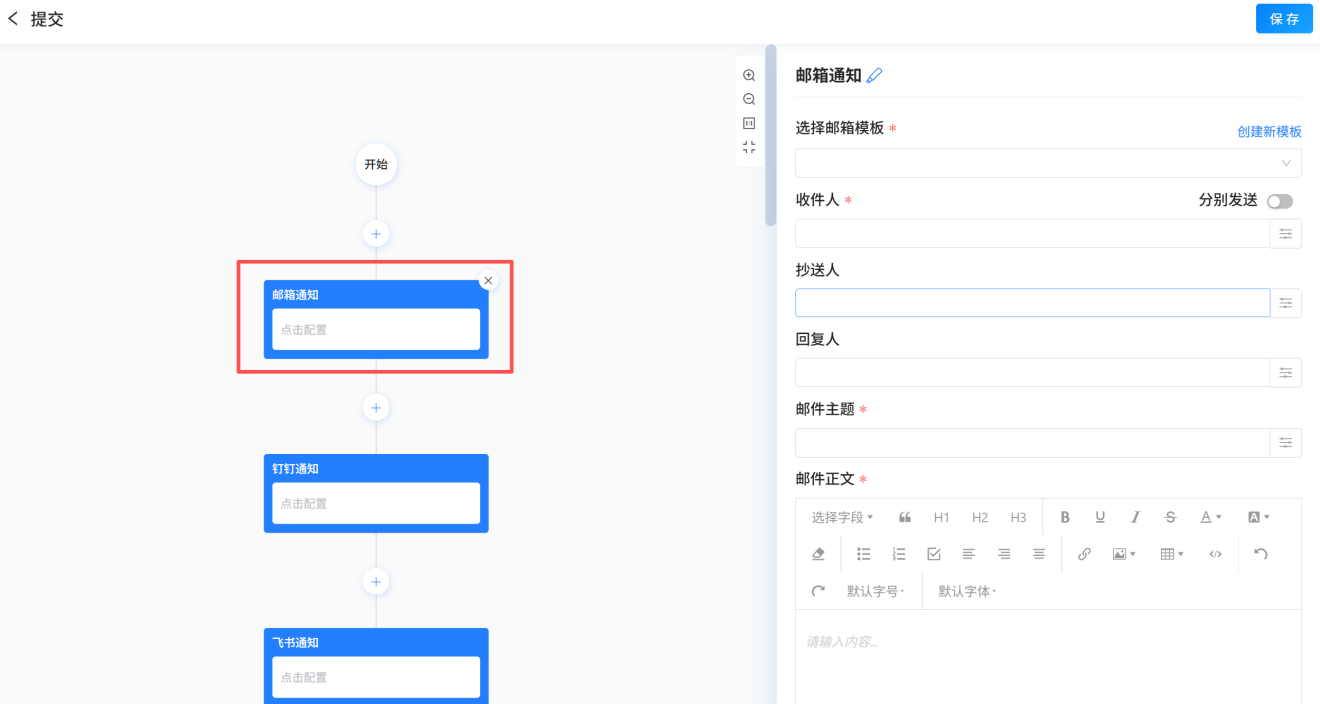 提交
保存
开始
邮箱通知
点击配置
钉钉通知
点击配置
飞书通知
点击配置
邮箱通知
选择邮箱模板 *
创建新模板
收件人 *
分别发送
抄送人
回复人
邮件主题 *
邮件正文 *
选择字段 H1 H2 H3 B U I S A A
默认字号 默认字体
请输入内容...